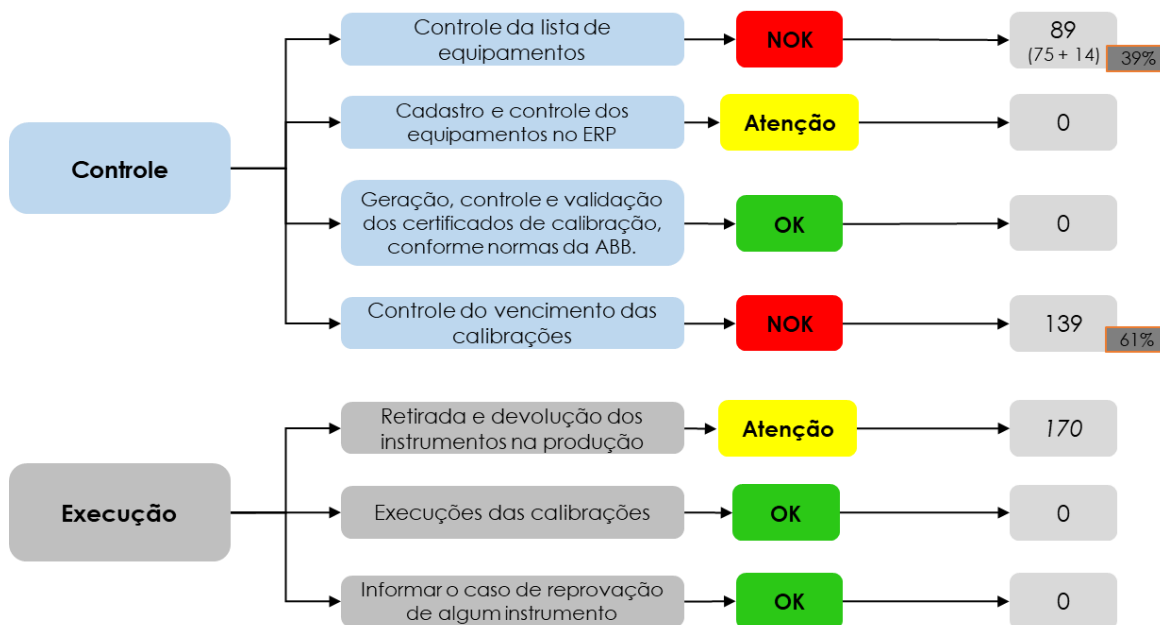 Controle
Controle da lista de
equipamentos
NOK
89
(75 + 14)
39%
Cadastro e controle dos
equipamentos no ERP
Atenção
0
Geração, controle e validação
dos certificados de calibração,
conforme normas da ABB.
OK
0
Controle do vencimento das
calibrações
NOK
139
61%
Execução
Retirada e devolução dos
instrumentos na produção
Atenção
170
Execuções das calibrações
OK
0
Informar o caso de reprovação
de algum instrumento
OK
0